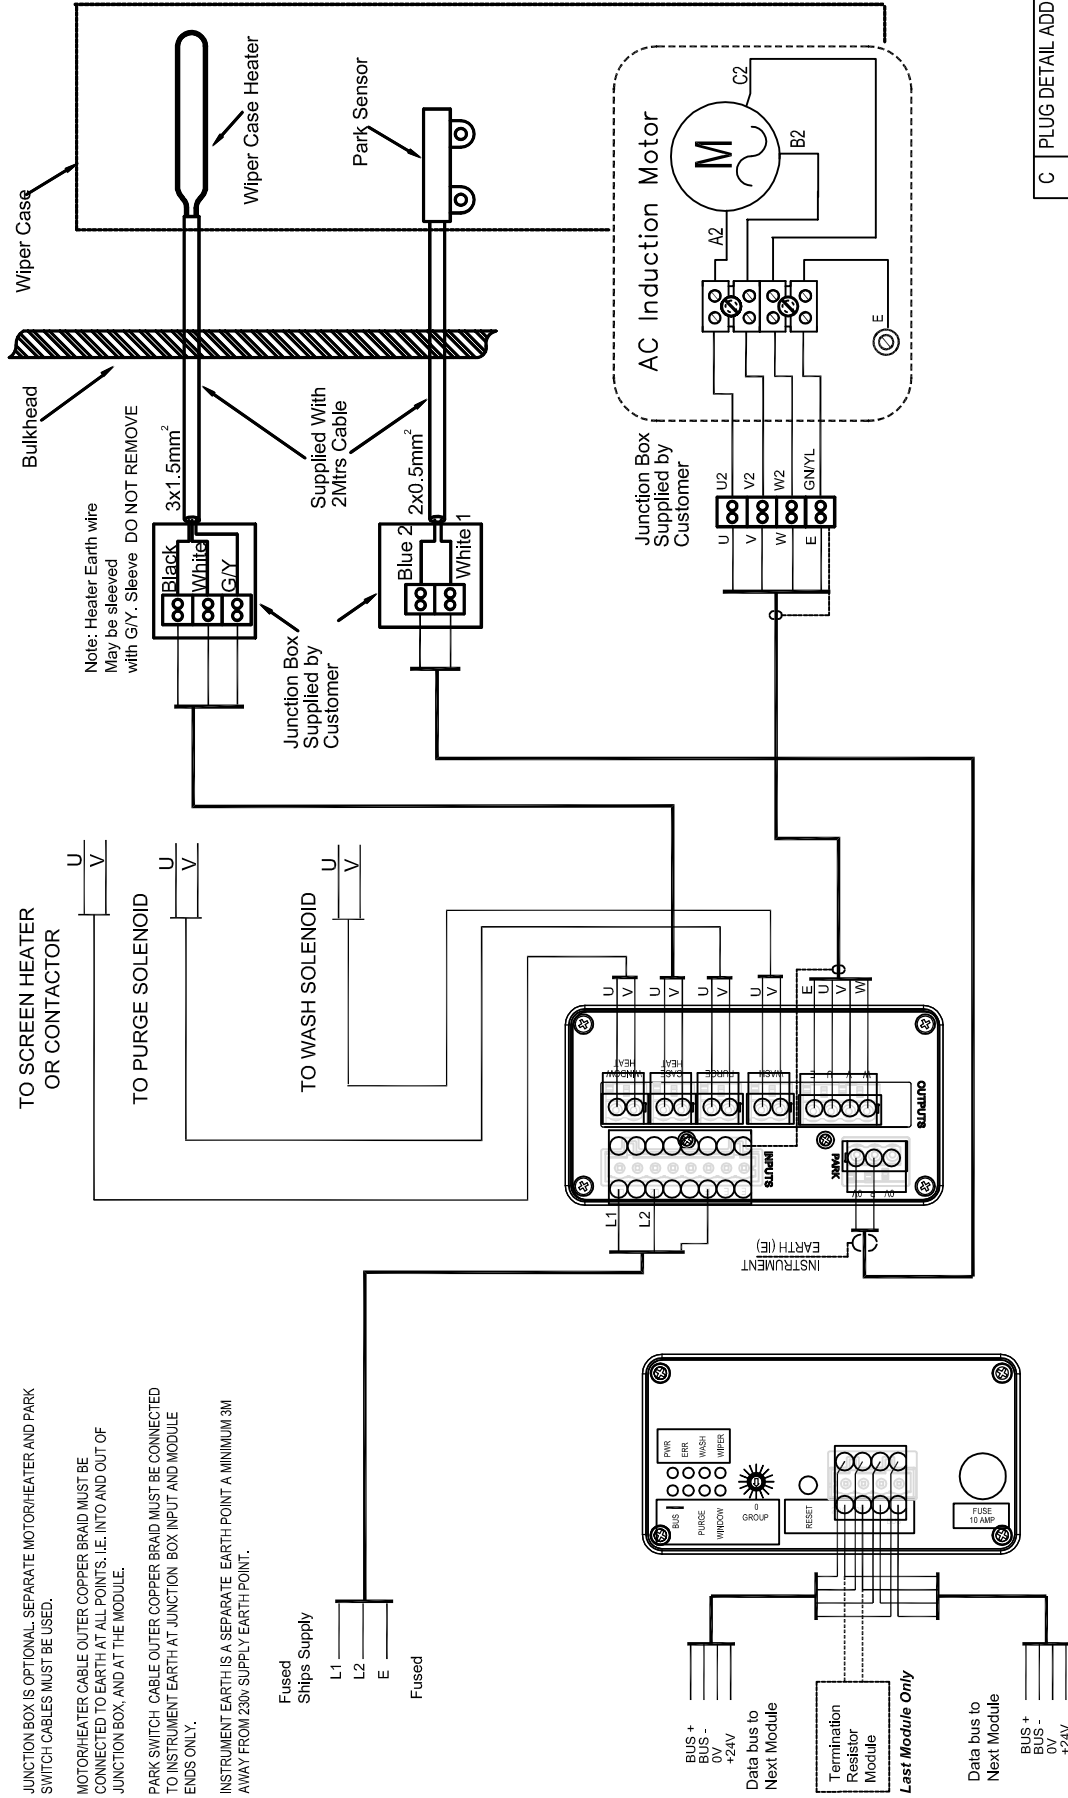 JUNCTION BOX IS OPTIONAL. SEPARATE MOTOR/HEATER AND PARK
SWITCH CABLES MUST BE USED.
MOTOR/HEATER CABLE OUTER COPPER BRAID MUST BE
CONNECTED TO EARTH AT ALL POINTS. I.E. INTO AND OUT OF
JUNCTION BOX, AND AT THE MODULE.
PARK SWITCH CABLE OUTER COPPER BRAID MUST BE CONNECTED
TO INSTRUMENT EARTH AT JUNCTION BOX INPUT AND MODULE
ENDS ONLY.
INSTRUMENT EARTH IS A SEPARATE EARTH POINT A MINIMUM 3M
AWAY FROM 230v SUPPLY EARTH POINT.
Fused
Ships Supply
L1
L2
E
Fused
TO SCREEN HEATER
OR CONTACTOR
U
V
TO PURGE SOLENOID
U
V
TO WASH SOLENOID
U
V
Wiper Case
Bulkhead
Wiper Case Heater
Park Sensor
Note: Heater Earth wire
May be sleeved
with G/Y. Sleeve DO NOT REMOVE
3x1.5mm²
Black
White
G/Y
Supplied With
2Mtrs Cable
2x0.5mm²
Blue 2
White 1
Junction Box
Supplied by
Customer
AC Induction Motor
M
A2
B2
C2
E
Junction Box
Supplied by
Customer
U2
V2
W2
GN/YL
U
V
W
E
U
V
U
V
U
V
U
V
E
U
V
W
WINDOW
HEAT
CASE
HEAT
PURGE
WASH
E
U
V
W
OUTPUTS
INPUTS
PARK
0V
P
8V
L1
L2
INSTRUMENT
EARTH (IE)
PWR
ERR
WASH
WIPER
BUS
PURGE
WINDOW
0
GROUP
RESET
FUSE
10 AMP
BUS +
BUS -
0V
+24V
Data bus to
Next Module
Termination
Resistor
Module
Last Module Only
Data bus to
Next Module
BUS +
BUS -
0V
+24V
C
PLUG DETAIL ADD